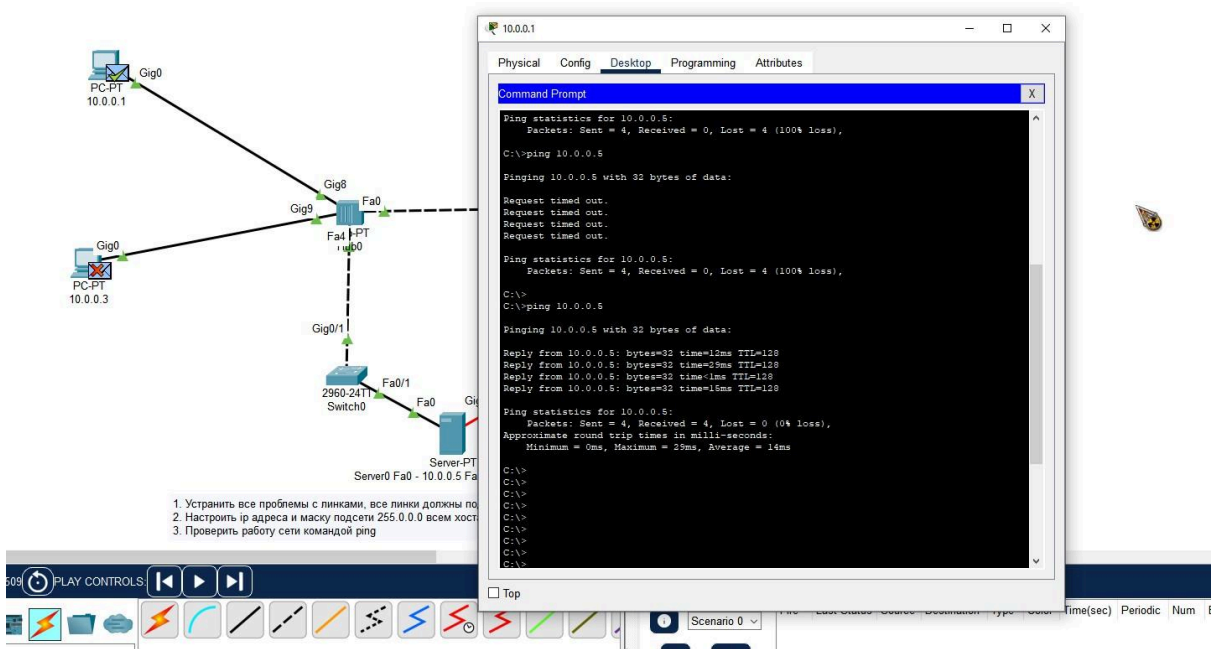 10.0.0.1
Physical Config Desktop Programming Attributes
Command Prompt X
Ping statistics for 10.0.0.5:
Packets: Sent = 4, Received = 0, Lost = 4 (100% loss),
C:\>ping 10.0.0.5
Pinging 10.0.0.5 with 32 bytes of data:
Request timed out.
Request timed out.
Request timed out.
Request timed out.
Ping statistics for 10.0.0.5:
Packets: Sent = 4, Received = 0, Lost = 4 (100% loss),
C:\>
C:\>ping 10.0.0.5
Pinging 10.0.0.5 with 32 bytes of data:
Reply from 10.0.0.5: bytes=32 time=12ms TTL=128
Reply from 10.0.0.5: bytes=32 time=29ms TTL=128
Reply from 10.0.0.5: bytes=32 time<1ms TTL=128
Reply from 10.0.0.5: bytes=32 time=15ms TTL=128
Ping statistics for 10.0.0.5:
Packets: Sent = 4, Received = 4, Lost = 0 (0% loss),
Approximate round trip times in milli-seconds:
Minimum = 0ms, Maximum = 29ms, Average = 14ms
C:\>
C:\>
C:\>
C:\>
C:\>
C:\>
C:\>
C:\>
C:\>
Top
Gig0
PC-PT
10.0.0.1
Gig8
Gig9
Fa0
Fa4
Gig0
PC-PT
10.0.0.3
Gig0/1
Fa0/1
2960-24TT
Switch0
Fa0
Server-PT
Server0 Fa0 - 10.0.0.5
1. Устранить все проблемы с линками, все линки должны
2. Настроить ip адреса и маску подсети 255.0.0.0 всем
3. Проверить работу сети командой ping
PLAY CONTROLS:
Scenario 0
Time(sec) Periodic Num